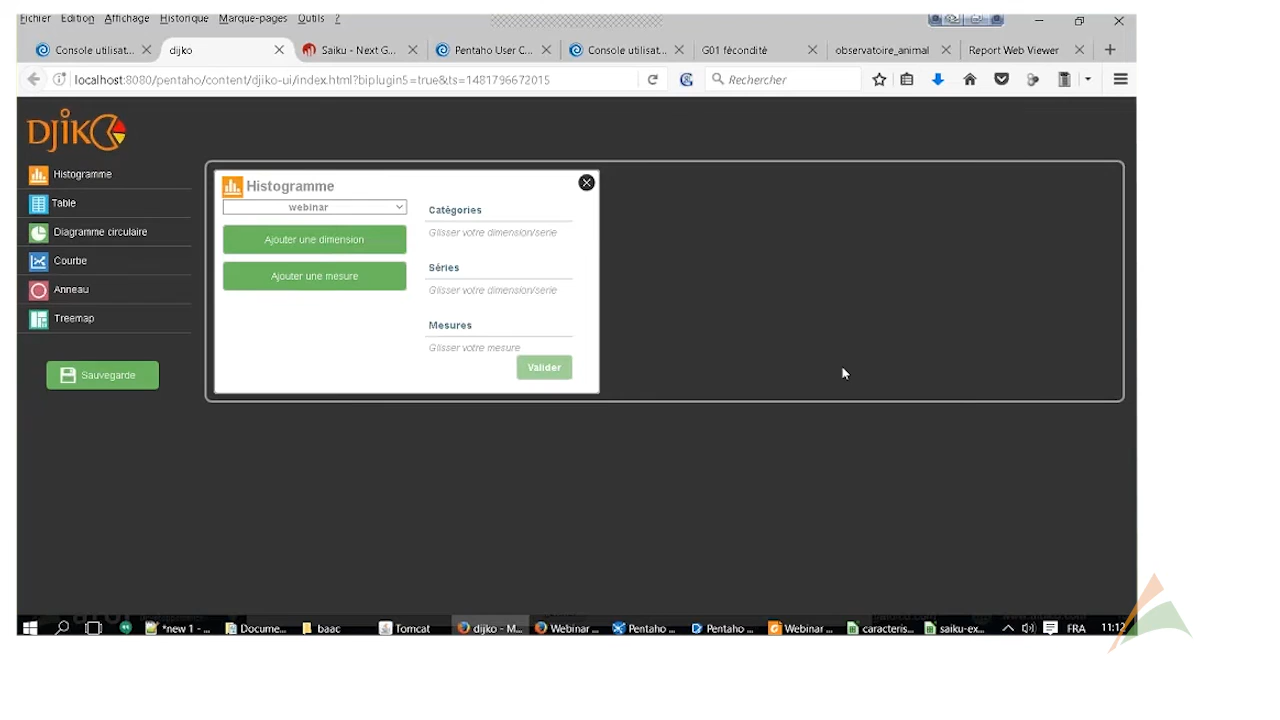 Fichier Edition Affichage Historique Marque-pages Outils ?
Console utilisat... dijko Saiku - Next G... Pentaho User C... Console utilisat... G01 fécondité observatoire_animal Report Web Viewer
localhost:8080/pentaho/content/djiko-ui/index.html?biplugin5=true&ts=1481796672015 Rechercher
DJIKO
Histogramme
Table
Diagramme circulaire
Courbe
Anneau
Treemap
Sauvegarde
Histogramme
webinar
Ajouter une dimension
Ajouter une mesure
Catégories
Glisser votre dimension/serie
Séries
Glisser votre dimension/serie
Mesures
Glisser votre mesure
Valider
*new 1 - ... Docume... baac Tomcat dijko - M... Webinar ... Pentaho ... Pentaho ... Webinar ... caracteris... saiku-ex... FRA 11:12